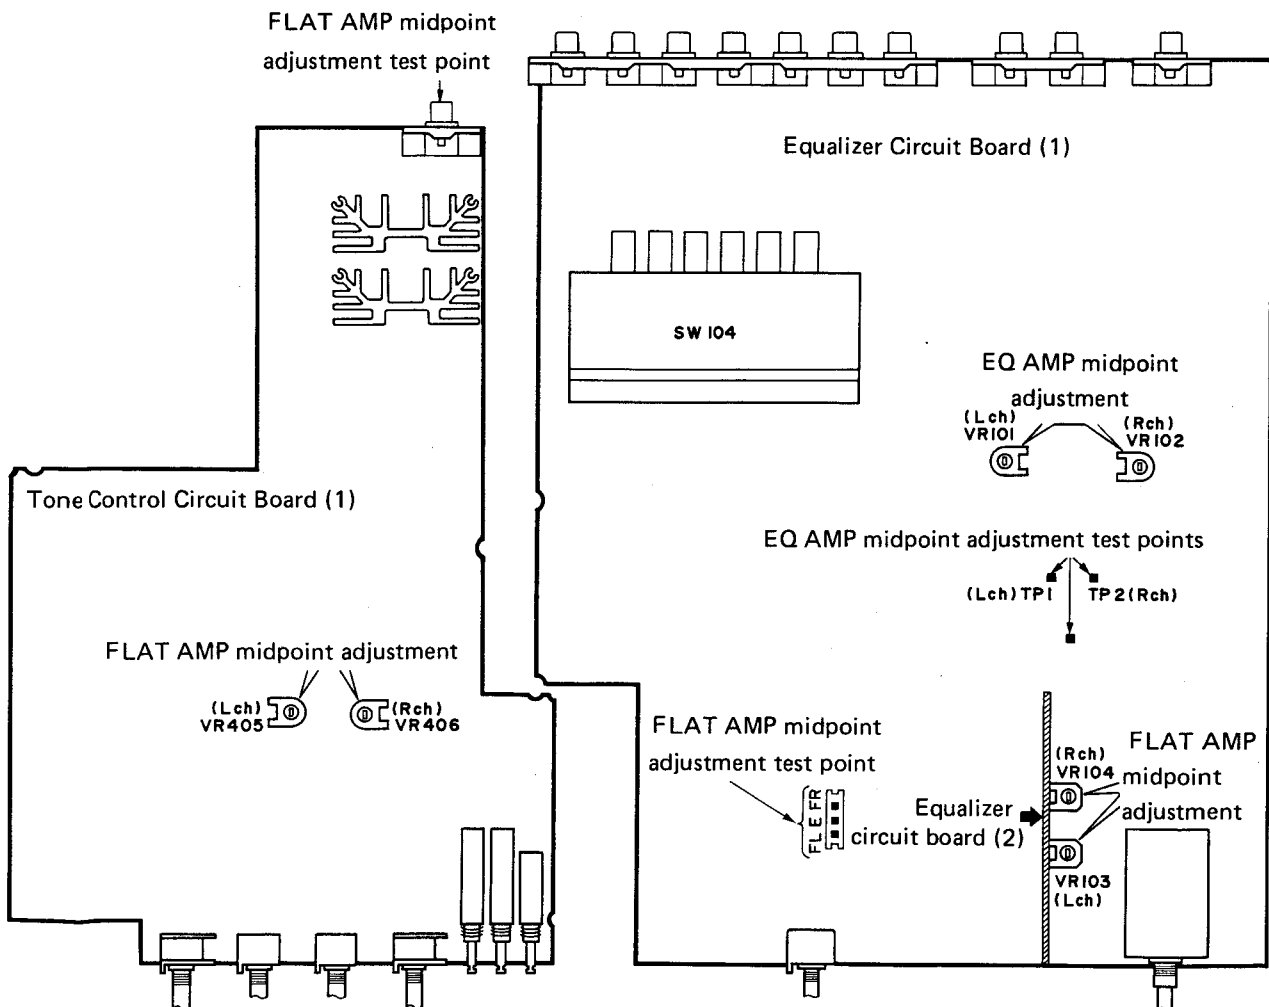 FLAT AMP midpoint
adjustment test point
Equalizer Circuit Board (1)
SW 104
EQ AMP midpoint
adjustment
(Lch)
VR101
(Rch)
VR102
Tone Control Circuit Board (1)
EQ AMP midpoint adjustment test points
(Lch) TP1
TP2 (Rch)
FLAT AMP midpoint adjustment
(Lch)
VR405
(Rch)
VR406
FLAT AMP midpoint
adjustment test point
FL E FR
Equalizer
circuit board (2)
(Rch)
VR104
FLAT AMP
midpoint
adjustment
VR103
(Lch)